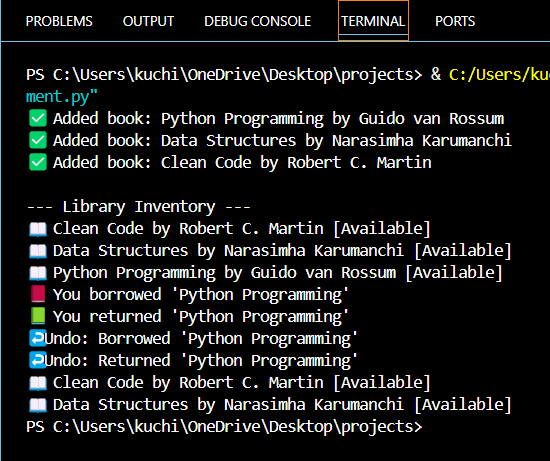 PROBLEMS OUTPUT DEBUG CONSOLE TERMINAL PORTS
PS C:\Users\kuchi\OneDrive\Desktop\projects> & C:/Users/ku
ment.py"
✅ Added book: Python Programming by Guido van Rossum
✅ Added book: Data Structures by Narasimha Karumanchi
✅ Added book: Clean Code by Robert C. Martin
--- Library Inventory ---
📖 Clean Code by Robert C. Martin [Available]
📖 Data Structures by Narasimha Karumanchi [Available]
📖 Python Programming by Guido van Rossum [Available]
📕 You borrowed 'Python Programming'
📗 You returned 'Python Programming'
↩️Undo: Borrowed 'Python Programming'
↩️Undo: Returned 'Python Programming'
📖 Clean Code by Robert C. Martin [Available]
📖 Data Structures by Narasimha Karumanchi [Available]
PS C:\Users\kuchi\OneDrive\Desktop\projects>